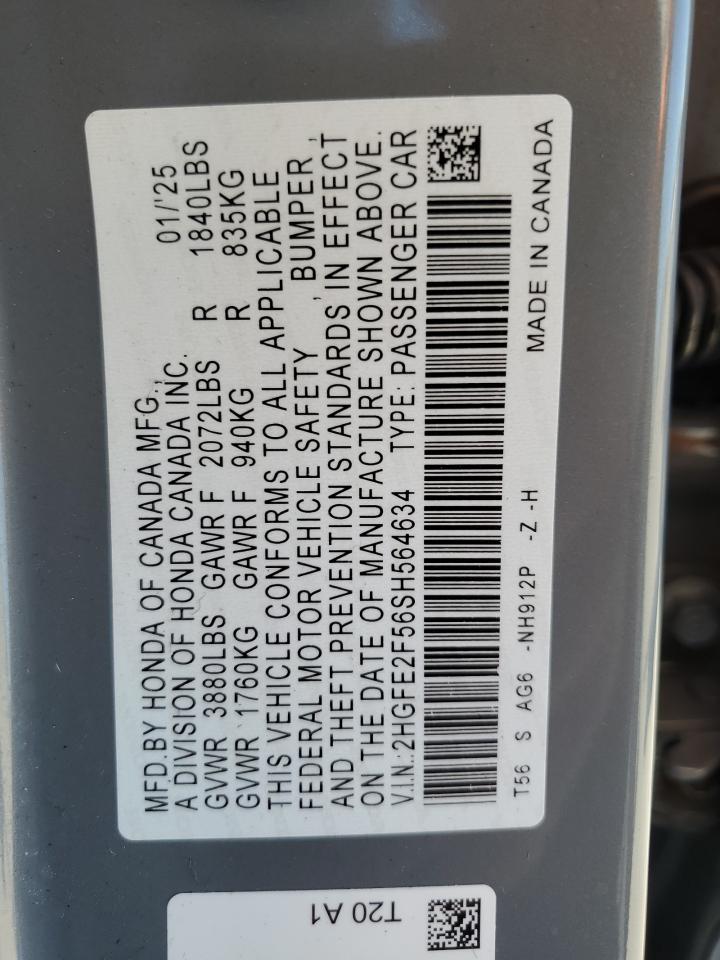 MFD.BY HONDA OF CANADA MFG.,
A DIVISION OF HONDA CANADA INC. 01/'25
GVWR 3880LBS GAWR F 2072LBS R 1840LBS
GVWR 1760KG GAWR F 940KG R 835KG
THIS VEHICLE CONFORMS TO ALL APPLICABLE
FEDERAL MOTOR VEHICLE SAFETY , BUMPER ,
AND THEFT PREVENTION STANDARDS IN EFFECT
ON THE DATE OF MANUFACTURE SHOWN ABOVE.
V.I.N.:2HGFE2F56SH564634 TYPE: PASSENGER CAR
T56 S AG6 -NH912P -Z -H MADE IN CANADA
T20 A1